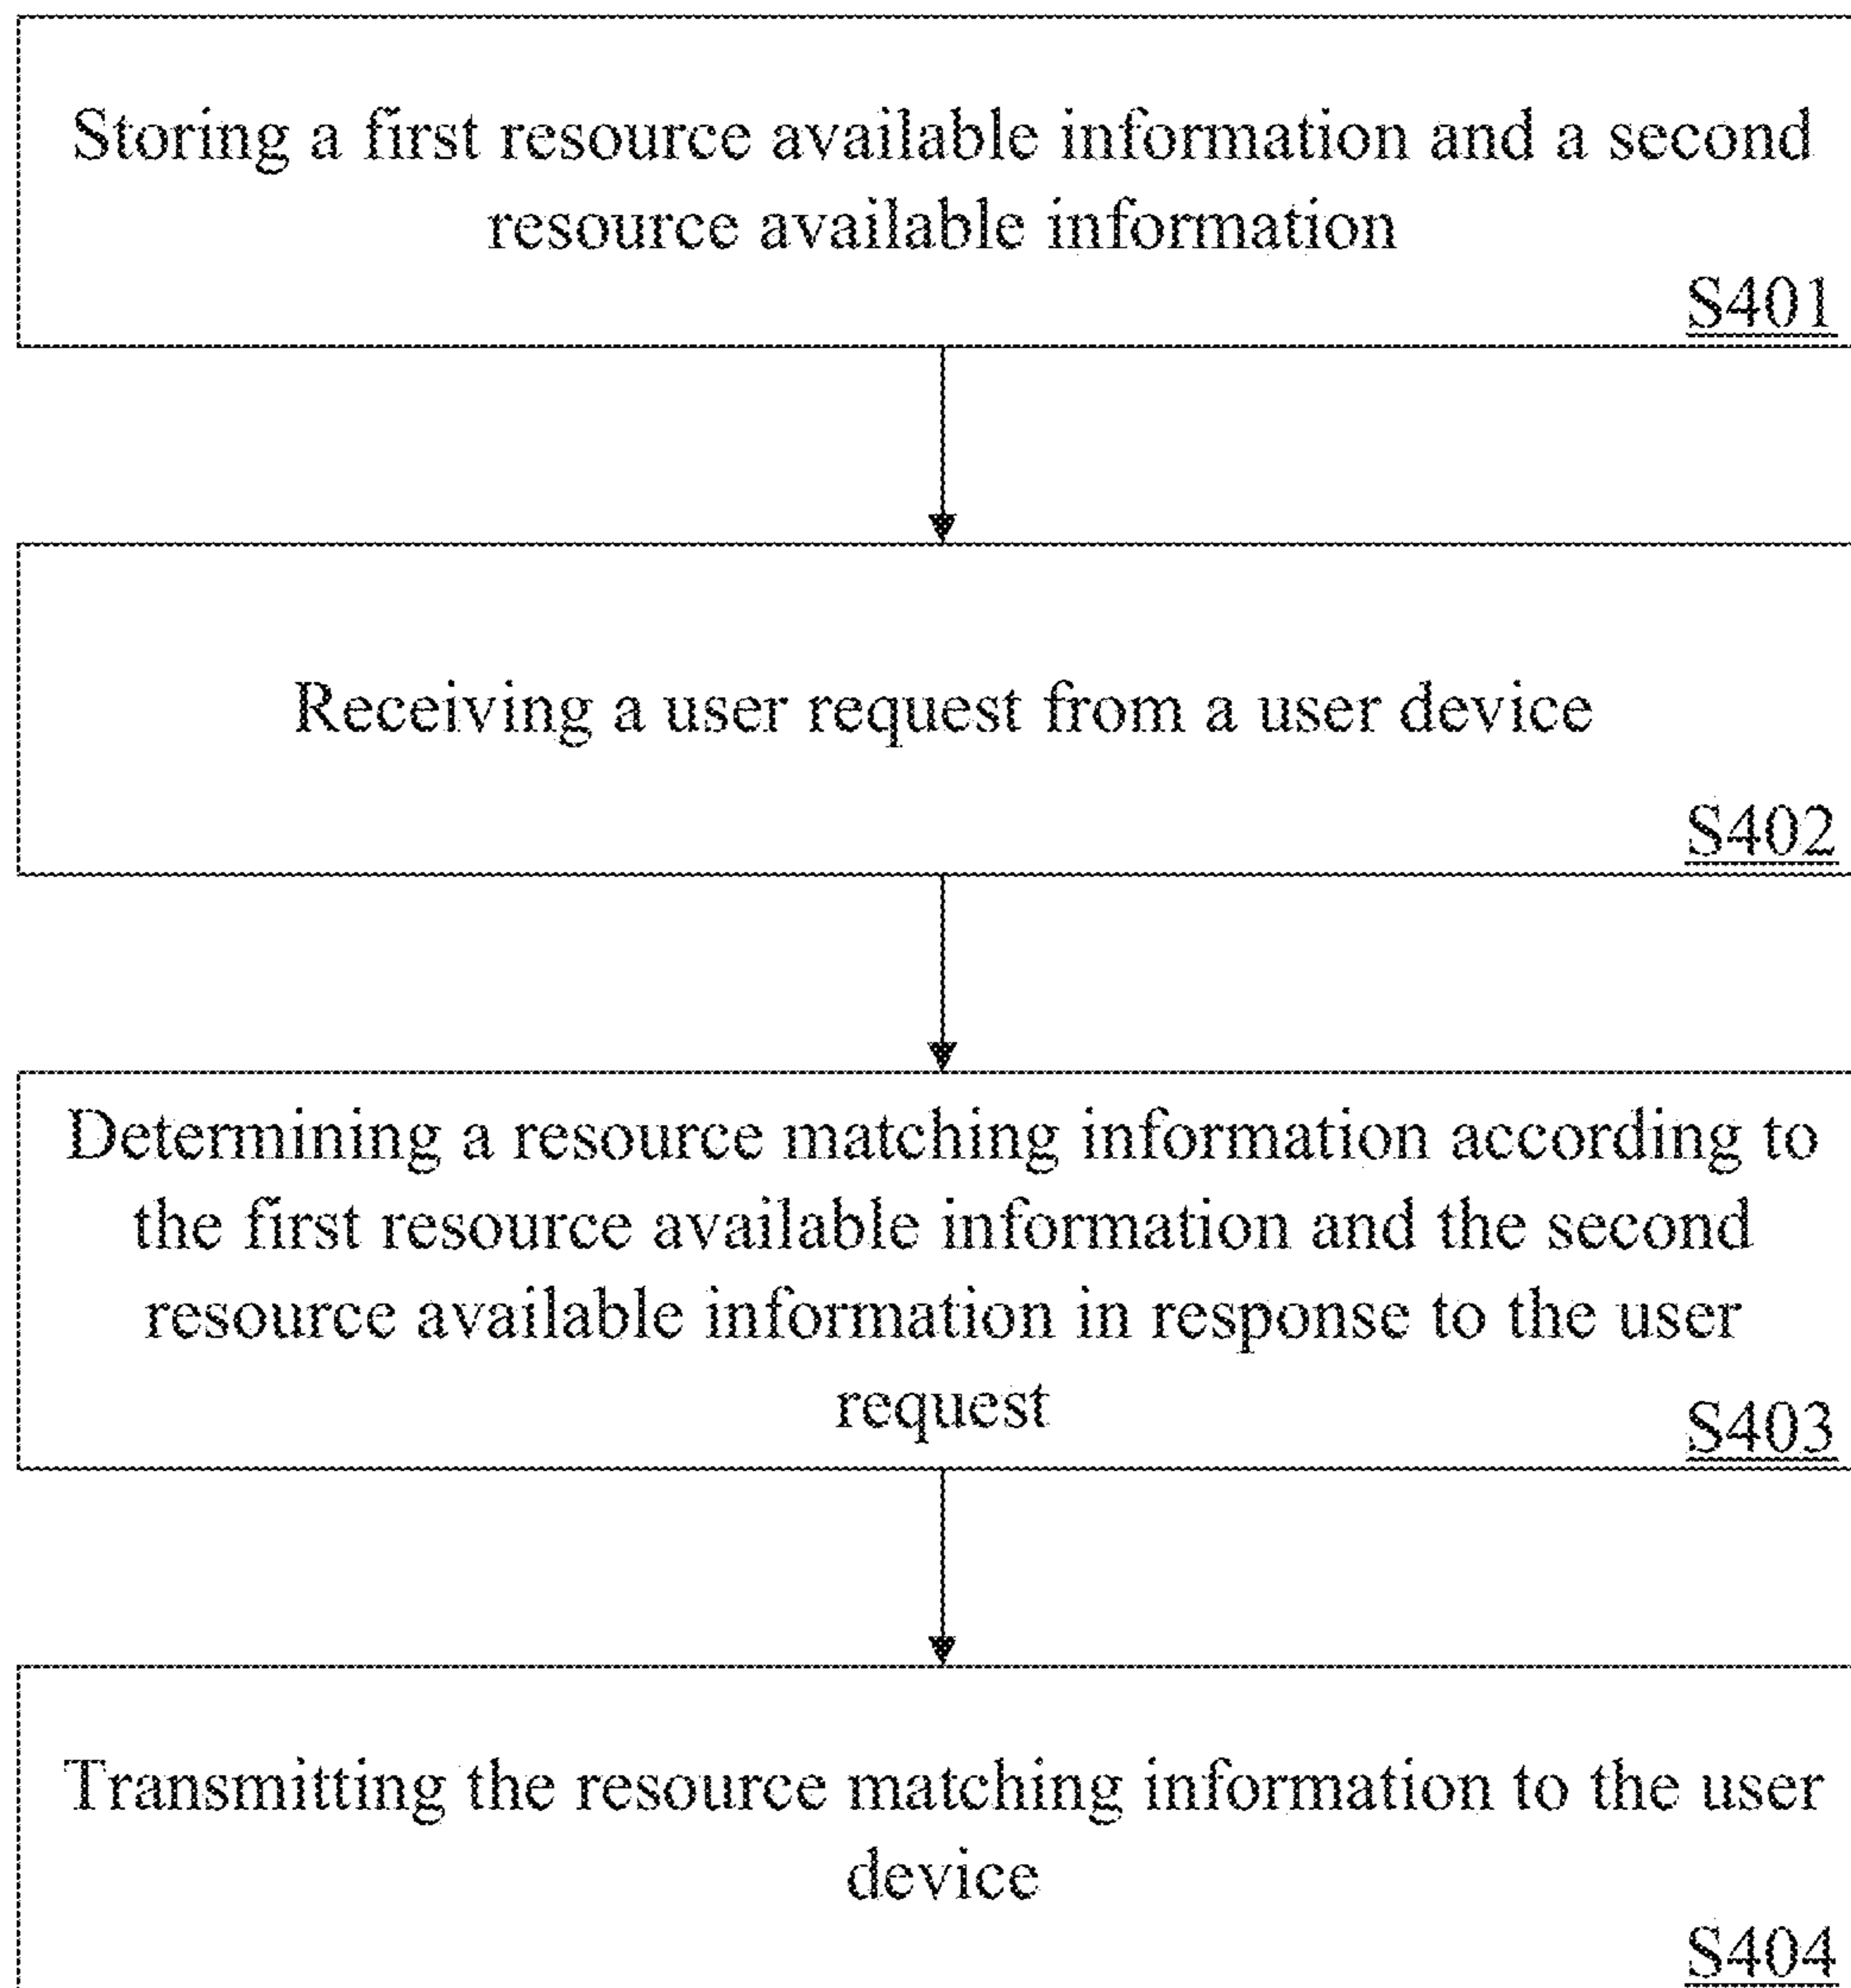 Storing a first resource available information and a second
resource available information
S401
Receiving a user request from a user device
S402
Determining a resource matching information according to
the first resource available information and the second
resource available information in response to the user
request
S403
Transmitting the resource matching information to the user
device
S404